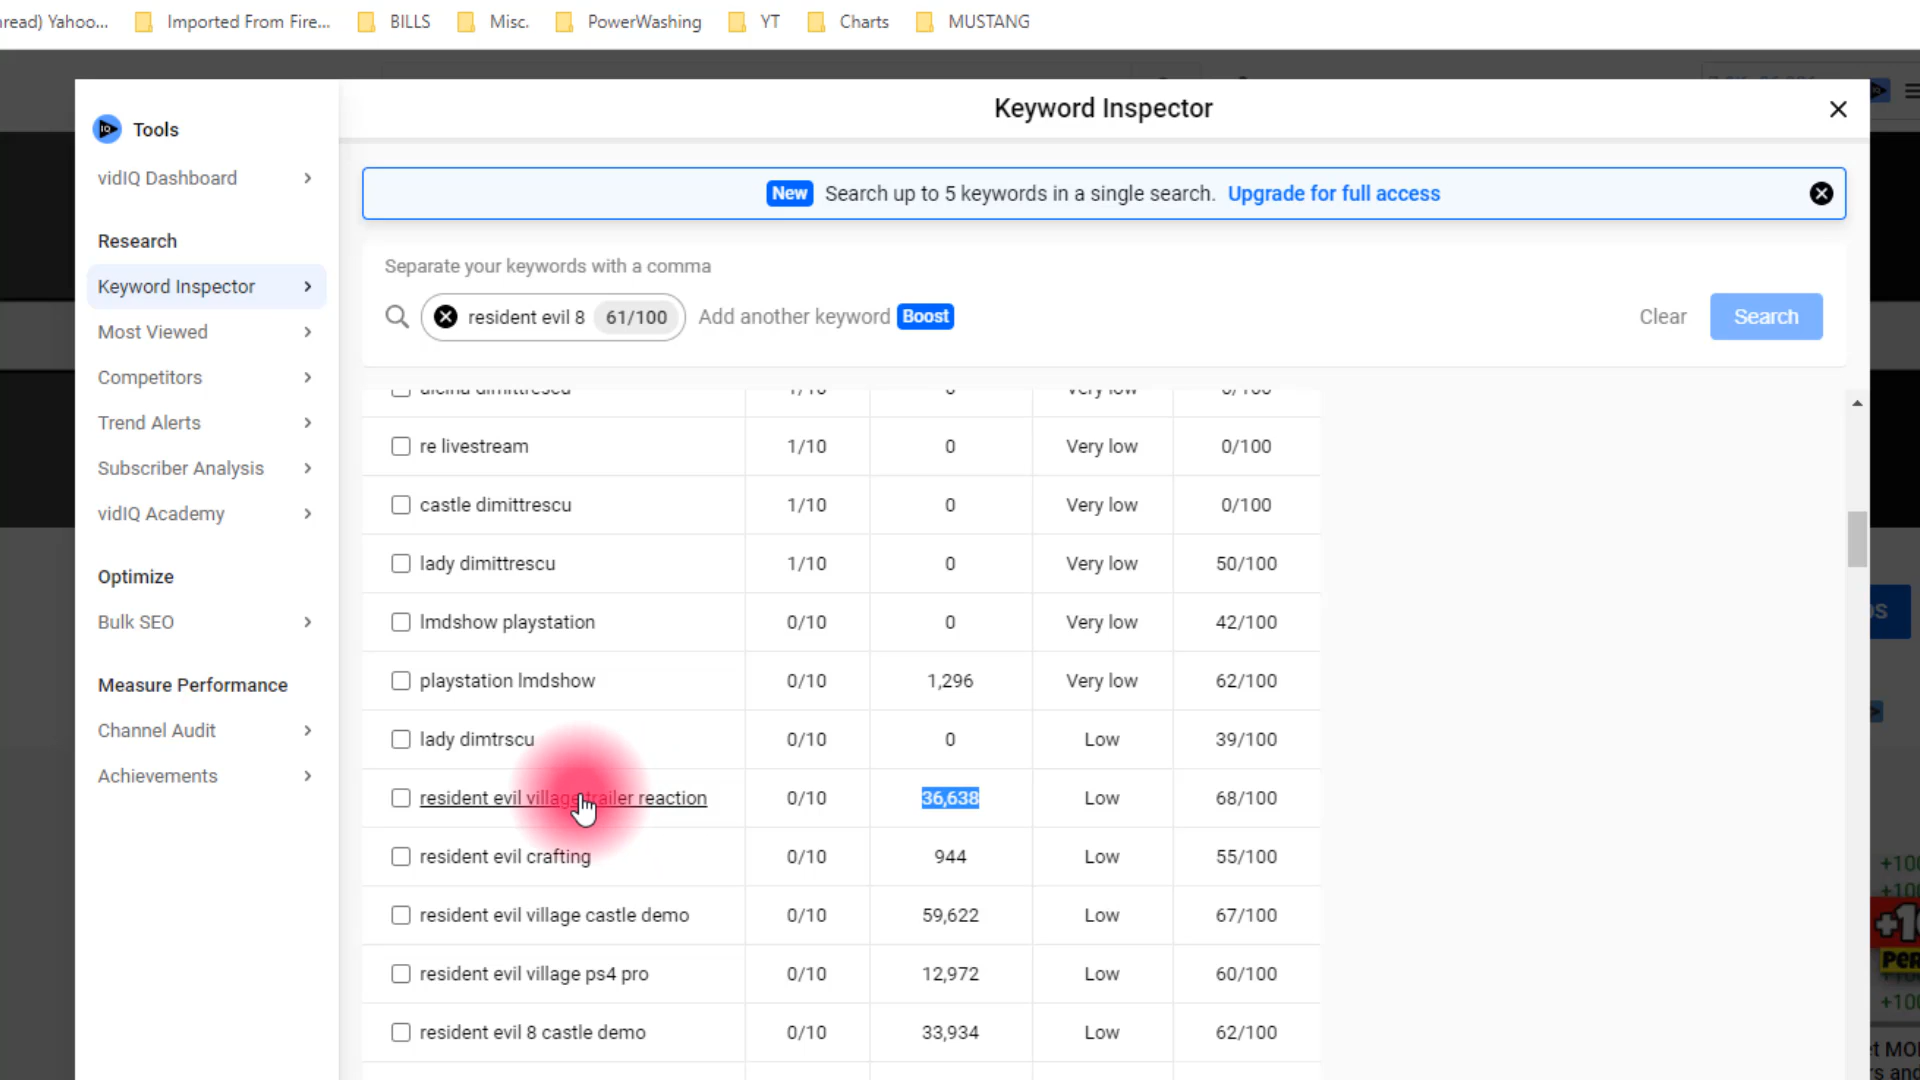 read) Yahoo... Imported From Fire... BILLS Misc. PowerWashing YT Charts MUSTANG
Keyword Inspector
Tools
vidIQ Dashboard
Research
Keyword Inspector
Most Viewed
Competitors
Trend Alerts
Subscriber Analysis
vidIQ Academy
Optimize
Bulk SEO
Measure Performance
Channel Audit
Achievements
New Search up to 5 keywords in a single search. Upgrade for full access
Separate your keywords with a comma
resident evil 8 61/100 Add another keyword Boost Clear Search
alcina dimittrescu 1/10 0 Very low 0/100
re livestream 1/10 0 Very low 0/100
castle dimittrescu 1/10 0 Very low 0/100
lady dimittrescu 1/10 0 Very low 50/100
lmdshow playstation 0/10 0 Very low 42/100
playstation lmdshow 0/10 1,296 Very low 62/100
lady dimtrscu 0/10 0 Low 39/100
resident evil village trailer reaction 0/10 36,638 Low 68/100
resident evil crafting 0/10 944 Low 55/100
resident evil village castle demo 0/10 59,622 Low 67/100
resident evil village ps4 pro 0/10 12,972 Low 60/100
resident evil 8 castle demo 0/10 33,934 Low 62/100